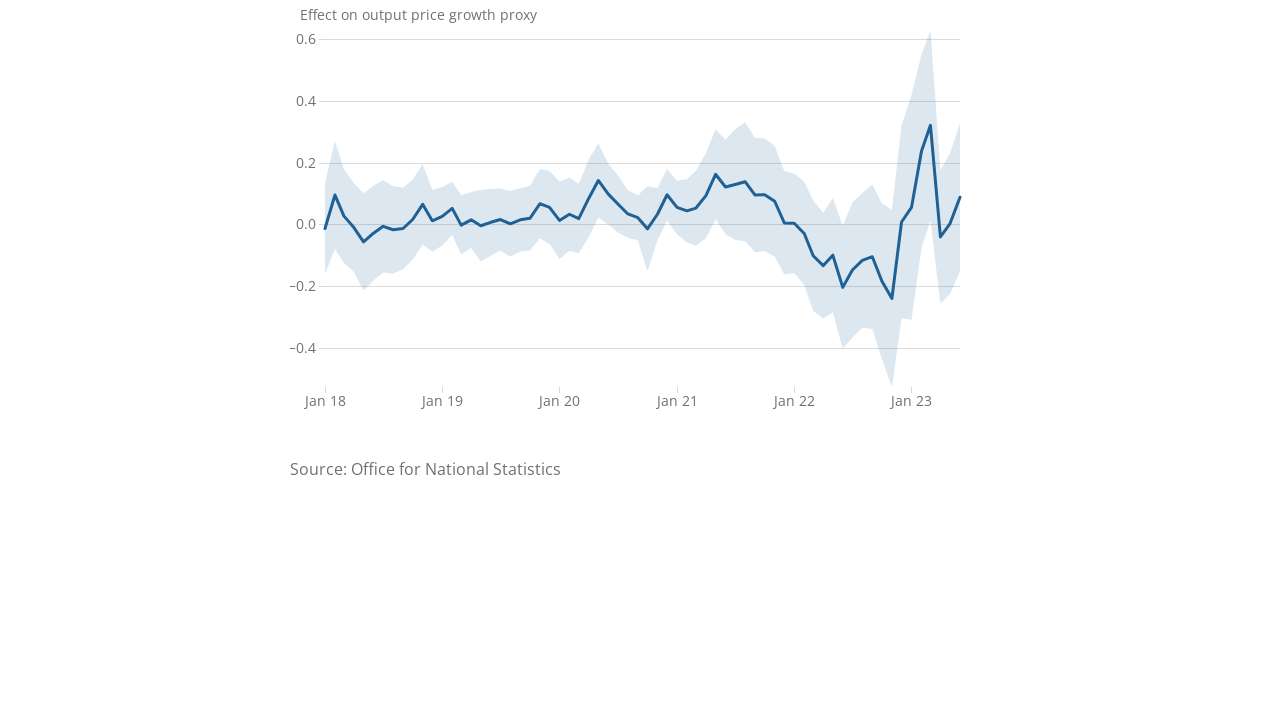 Effect on output price growth proxy
0.6
0.4
0.2
0.0
−0.2
−0.4
Jan 18 Jan 19 Jan 20 Jan 21 Jan 22 Jan 23
Source: Office for National Statistics